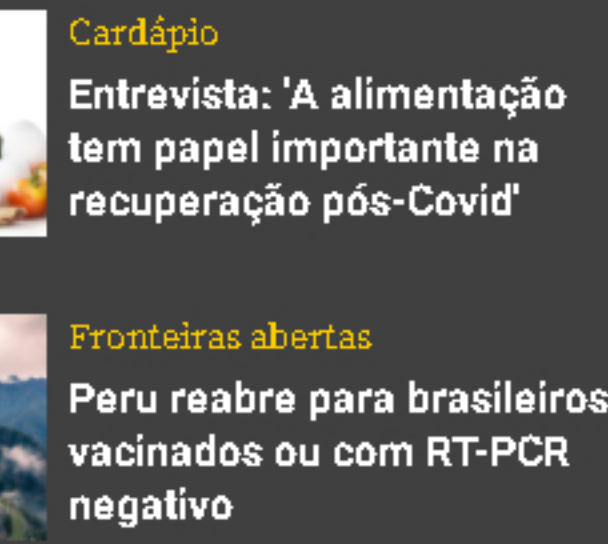 Cardápio
Entrevista: 'A alimentação
tem papel importante na
recuperação pós-Covid'
Fronteiras abertas
Peru reabre para brasileiros
vacinados ou com RT-PCR
negativo